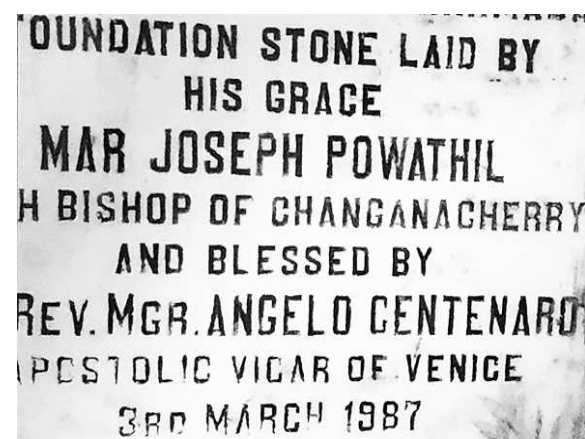 OUNDATION STONE LAID BY
HIS GRACE
MAR JOSEPH POWATHIL
H BISHOP OF CHANGANACHERRY
AND BLESSED BY
REV. MGR. ANGELO CENTENARO
APOSTOLIC VICAR OF VENICE
3RD MARCH 1987